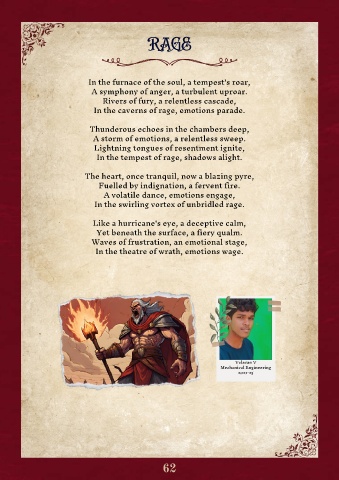 RAGE
In the furnace of the soul, a tempest's roar,
A symphony of anger, a turbulent uproar.
Rivers of fury, a relentless cascade,
In the caverns of rage, emotions parade.
Thunderous echoes in the chambers deep,
A storm of emotions, a relentless sweep.
Lightning tongues of resentment ignite,
In the tempest of rage, shadows alight.
The heart, once tranquil, now a blazing pyre,
Fuelled by indignation, a fervent fire.
A volatile dance, emotions engage,
In the swirling vortex of unbridled rage.
Like a hurricane's eye, a deceptive calm,
Yet beneath the surface, a fiery qualm.
Waves of frustration, an emotional stage,
In the theatre of wrath, emotions wage.
V
Mechanical Engineering
62